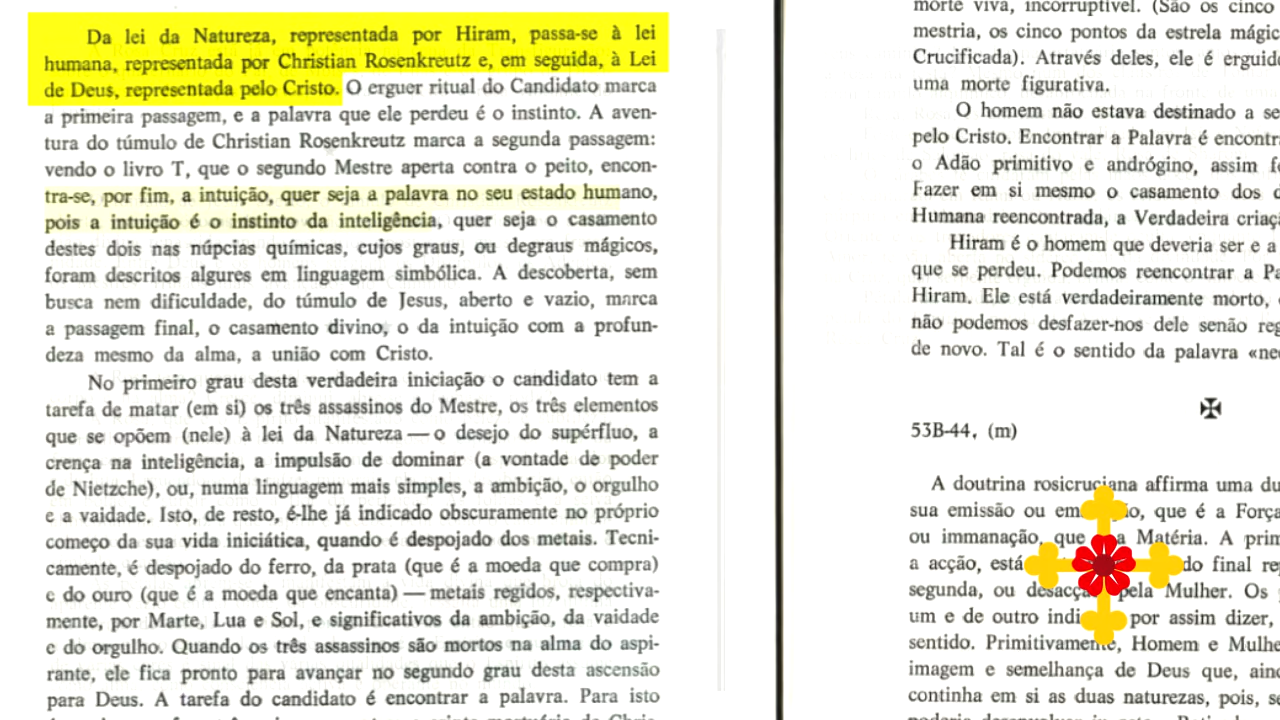 Da lei da Natureza, representada por Hiram, passa-se à lei
humana, representada por Christian Rosenkreutz e, em seguida, à Lei
de Deus, representada pelo Cristo. O erguer ritual do Candidato marca
a primeira passagem, e a palavra que ele perdeu é o instinto. A aven-
tura do túmulo de Christian Rosenkreutz marca a segunda passagem:
vendo o livro T, que o segundo Mestre aperta contra o peito, encon-
tra-se, por fim, a intuição, quer seja a palavra no seu estado humano,
pois a intuição é o instinto da inteligência, quer seja o casamento
destes dois nas núpcias químicas, cujos graus, ou degraus mágicos,
foram descritos algures em linguagem simbólica. A descoberta, sem
busca nem dificuldade, do túmulo de Jesus, aberto e vazio, marca
a passagem final, o casamento divino, o da intuição com a profun-
deza mesmo da alma, a união com Cristo.
No primeiro grau desta verdadeira iniciação o candidato tem a
tarefa de matar (em si) os três assassinos do Mestre, os três elementos
que se opõem (nele) à lei da Natureza — o desejo do supérfluo, a
crença na inteligência, a impulsão de dominar (a vontade de poder
de Nietzche), ou, numa linguagem mais simples, a ambição, o orgulho
e a vaidade. Isto, de resto, é-lhe já indicado obscuramente no próprio
começo da sua vida iniciática, quando é despojado dos metais. Tecni-
camente, é despojado do ferro, da prata (que é a moeda que compra)
e do ouro (que é a moeda que encanta) — metais regidos, respectiva-
mente, por Marte, Lua e Sol, e significativos da ambição, da vaidade
e do orgulho. Quando os três assassinos são mortos na alma do aspi-
rante, ele fica pronto para avançar no segundo grau desta ascensão
para Deus. A tarefa do candidato é encontrar a palavra. Para isto
morte viva, incorruptível. (São os cinco
mestria, os cinco pontos da estrela mágic
Crucificada). Através deles, ele é erguid
uma morte figurativa.
O homem não estava destinado a se
pelo Cristo. Encontrar a Palavra é encontr
o Adão primitivo e andrógino, assim f
Fazer em si mesmo o casamento dos d
Humana reencontrada, a Verdadeira criaç
Hiram é o homem que deveria ser e a
que se perdeu. Podemos reencontrar a Pa
Hiram. Ele está verdadeiramente morto,
não podemos desfazer-nos dele senão reg
de novo. Tal é o sentido da palavra «ne
53B-44, (m)
A doutrina rosicruciana affirma uma du
sua emissão ou em io, que é a Força
ou immanação, que a Matéria. A prim
a acção, está do final re
segunda, ou desacç pela Mulher. Os
um e de outro indi por assim dizer,
sentido. Primitivamente, Homem e Mulhe
imagem e semelhança de Deus que, aind
continha em si as duas naturezas, pois, se